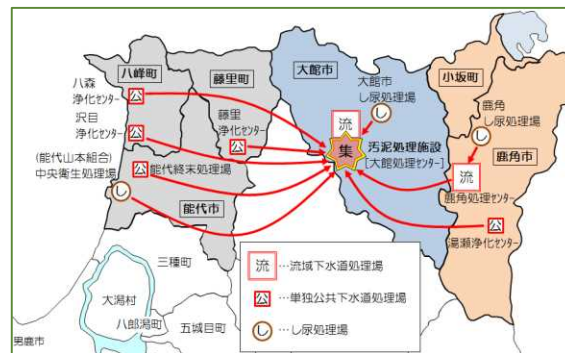 八峰町
藤里町
大館市
小坂町
八森
浄化センター
公
沢目
浄化センター
公
藤里
浄化センター
公
大館市
し尿処理場
し
流
集
汚泥処理施設
[大館処理センター]
鹿角
し尿処理場
し
鹿角市
流
鹿角処理センター
(能代山本組合)
中央衛生処理場
し
公
能代終末処理場
能代市
公
湯瀬浄化センター
三種町
大潟村
八郎潟町
五城目町
男鹿市
流 …流域下水道処理場
公 …単独公共下水道処理場
し …し尿処理場